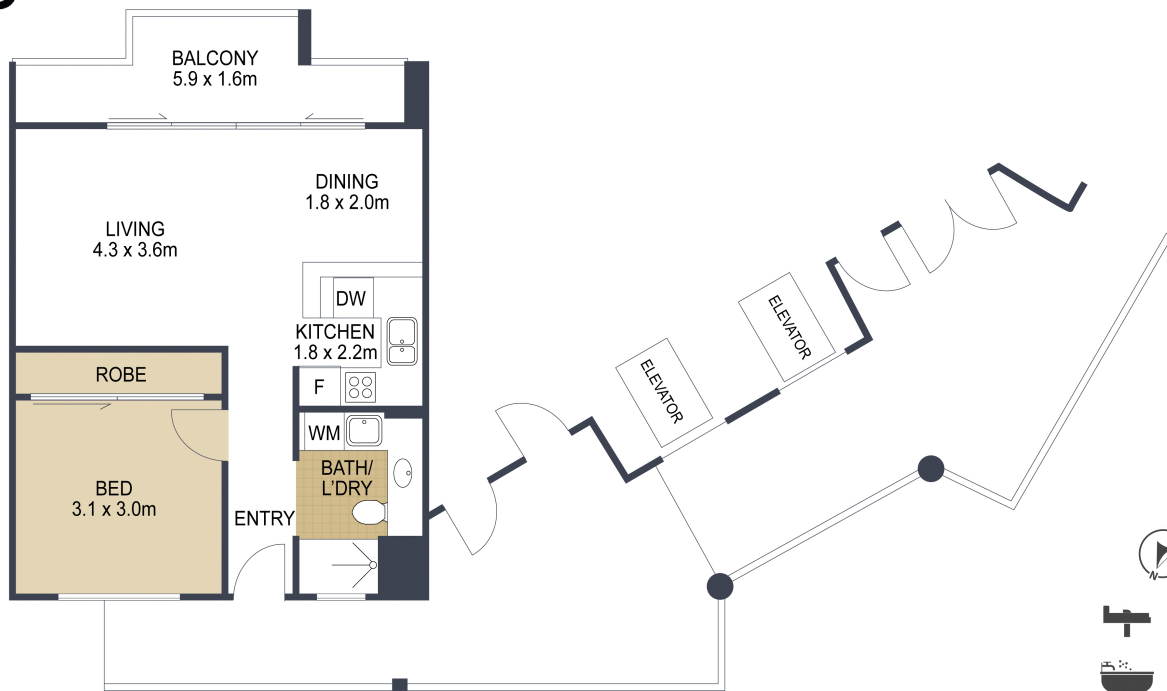 BALCONY
5.9 x 1.6m
DINING
1.8 x 2.0m
LIVING
4.3 x 3.6m
DW
KITCHEN
1.8 x 2.2m
F
ROBE
WM
BATH/
L'DRY
BED
3.1 x 3.0m
ENTRY
ELEVATOR
ELEVATOR
N